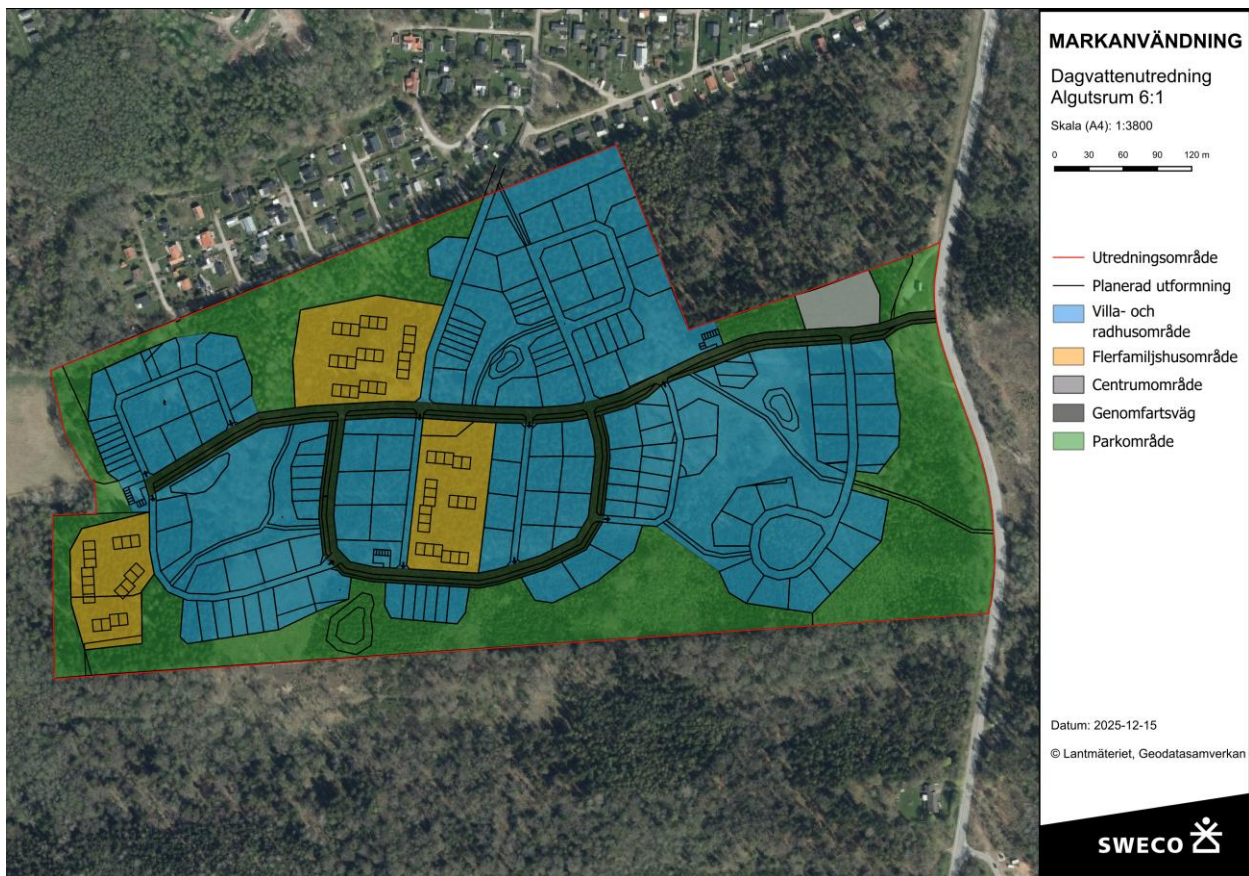 MARKANVÄNDNING
Dagvattenutredning
Algutsrum 6:1
Skala (A4): 1:3800
0 30 60 90 120 m
Utredningsområde
Planerad utformning
Villa- och
radhusområde
Flerfamiljshusområde
Centrumområde
Genomfartsväg
Parkområde
Datum: 2025-12-15
© Lantmäteriet, Geodatasamverkan
SWECO